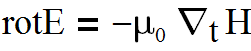 rotE = −μ₀ ∇ₜ H